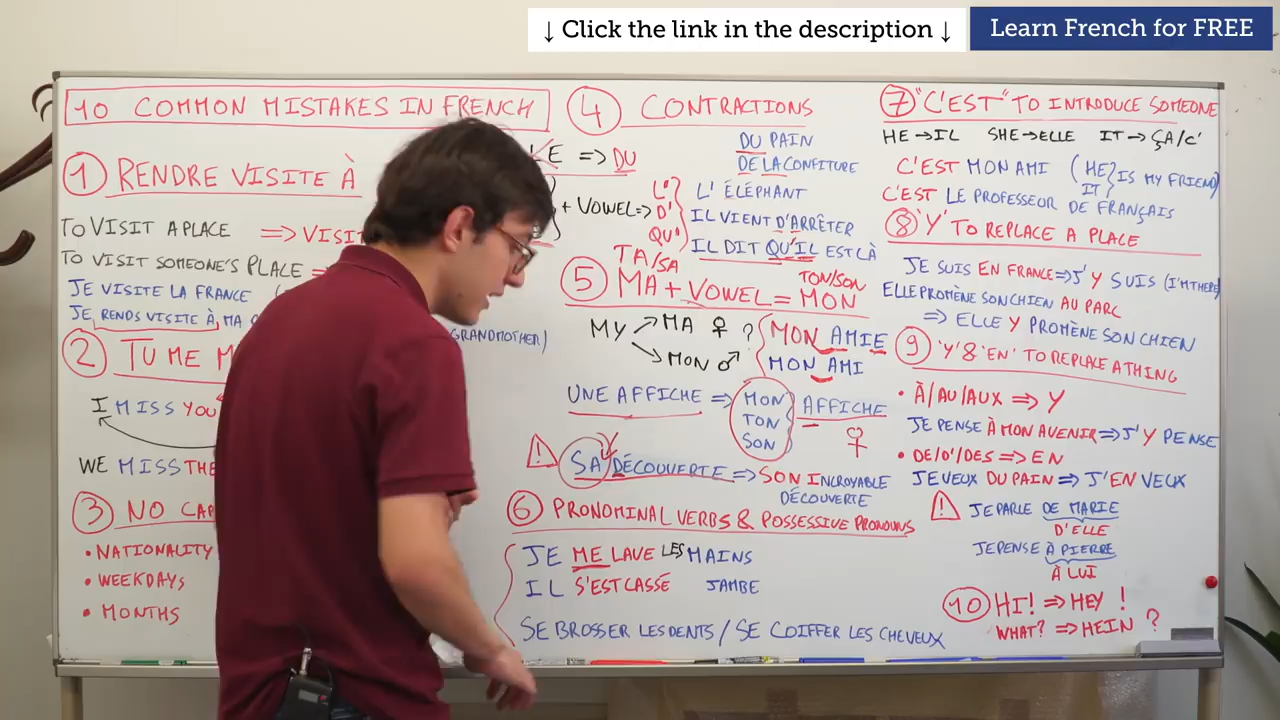 ↓ Click the link in the description ↓
Learn French for FREE
10 COMMON MISTAKES IN FRENCH
1 RENDRE VISITE À
TO VISIT A PLACE ⇒ VISIT
TO VISIT SOMEONE'S PLACE ⇒
JE VISITE LA FRANCE (
JE RENDS VISITE À MA
GRANDMOTHER)
2 TU ME M
I MISS YOU
WE MISS THE
3 NO CAP
• NATIONALITY
• WEEKDAYS
• MONTHS
4 CONTRACTIONS
E ⇒ DU
DU PAIN
DE LA CONFITURE
+ VOWEL ⇒
L'
D'
QU'
L' ÉLÉPHANT
IL VIENT D'ARRÊTER
IL DIT QU'IL EST LÀ
TA/SA
TON/SON
5 MA + VOWEL = MON
MY → MA ♀ ?
→ MON ♂
MON AMIE
MON AMI
UNE AFFICHE ⇒
MON
TON
SON
AFFICHE
♀
SA DÉCOUVERTE ⇒ SON INCROYABLE
DÉCOUVERTE
6 PRONOMINAL VERBS & POSSESSIVE PRONOUNS
JE ME LAVE LES MAINS
IL S'EST CASSÉ JAMBE
SE BROSSER LES DENTS / SE COIFFER LES CHEVEUX
7 "C'EST" TO INTRODUCE SOMEONE
HE → IL SHE → ELLE IT → ÇA/C'
C'EST MON AMI (HE IS MY FRIEND)
IT
C'EST LE PROFESSEUR DE FRANÇAIS
8 'Y' TO REPLACE A PLACE
JE SUIS EN FRANCE ⇒ J'Y SUIS (I'M THERE)
ELLE PROMÈNE SON CHIEN AU PARC
⇒ ELLE Y PROMÈNE SON CHIEN
9 'Y' & 'EN' TO REPLACE A THING
• À/AU/AUX ⇒ Y
JE PENSE À MON AVENIR ⇒ J'Y PENSE
• DE/D'/DES ⇒ EN
JE VEUX DU PAIN ⇒ J'EN VEUX
! JE PARLE DE MARIE
D'ELLE
JE PENSE À PIERRE
À LUI
10 HI! ⇒ HEY !
WHAT? ⇒ HEIN ?